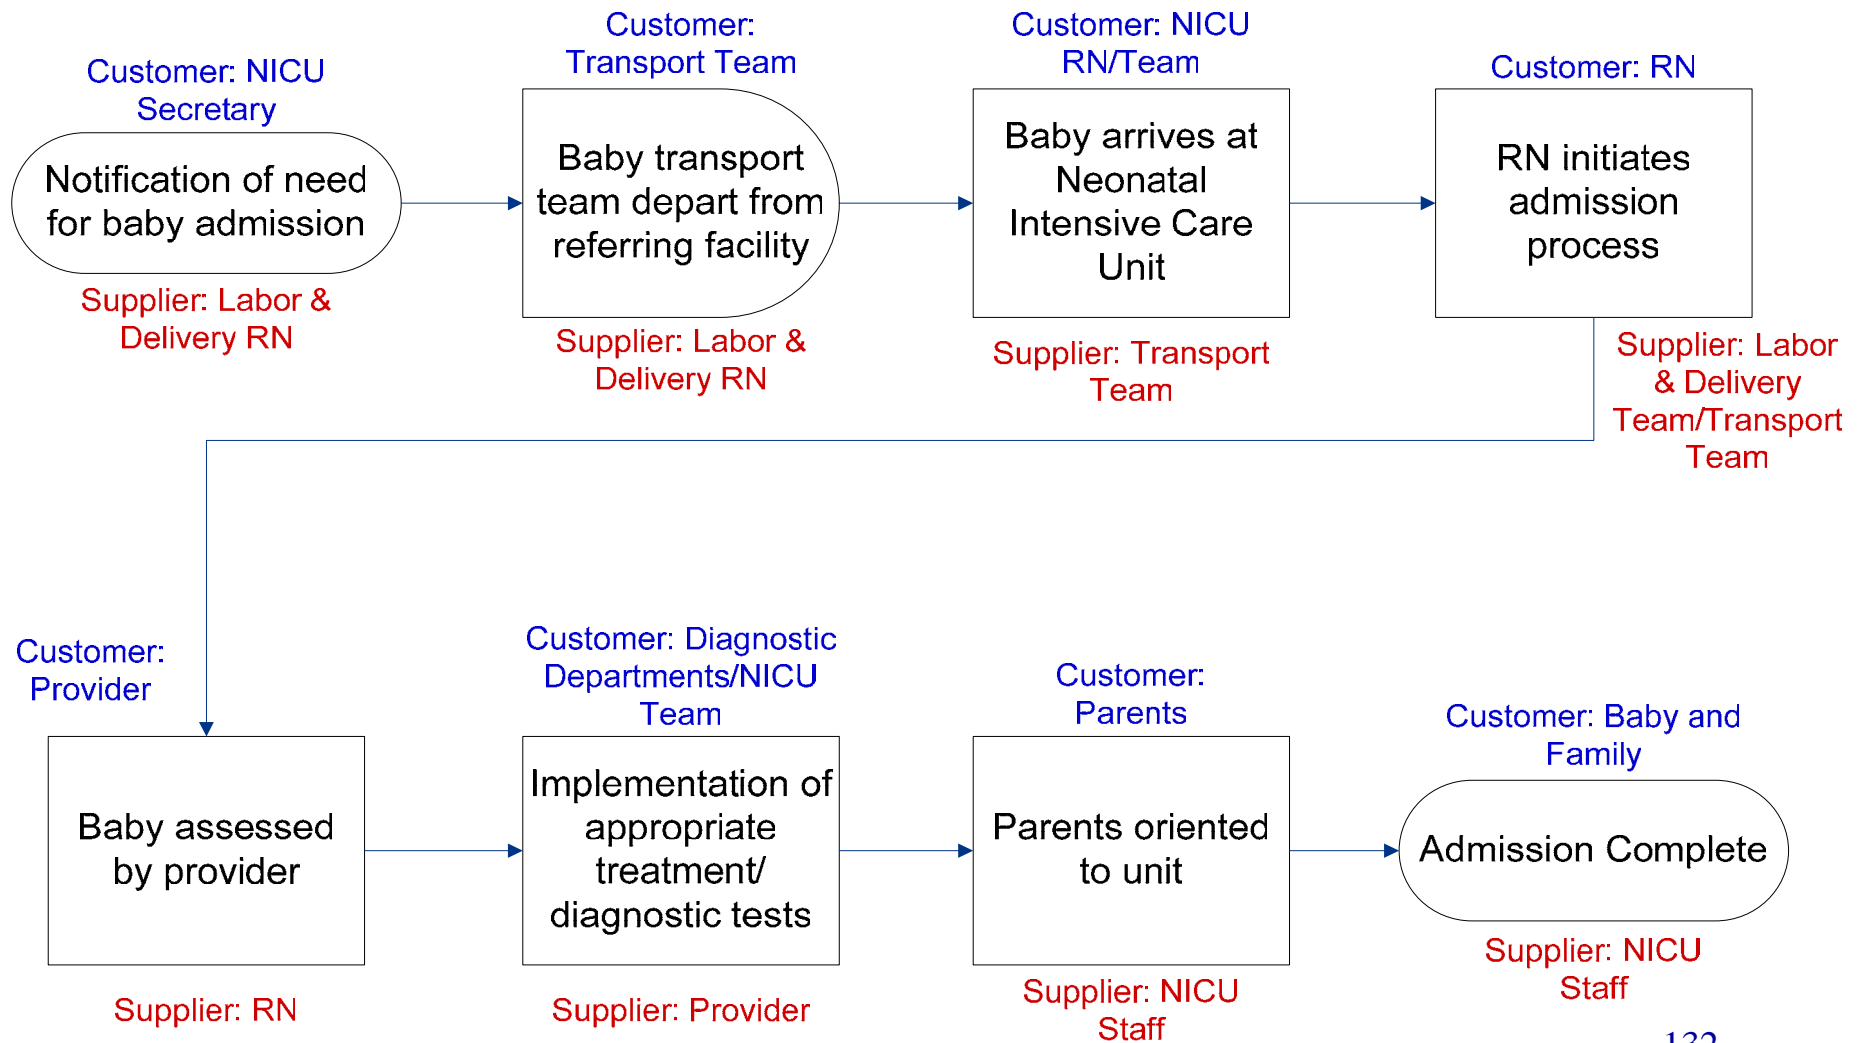 Customer: NICU
Secretary
Notification of need
for baby admission
Supplier: Labor &
Delivery RN
Customer:
Transport Team
Baby transport
team depart from
referring facility
Supplier: Labor &
Delivery RN
Customer: NICU
RN/Team
Baby arrives at
Neonatal
Intensive Care
Unit
Supplier: Transport
Team
Customer: RN
RN initiates
admission
process
Supplier: Labor
& Delivery
Team/Transport
Team
Customer:
Provider
Baby assessed
by provider
Supplier: RN
Customer: Diagnostic
Departments/NICU
Team
Implementation of
appropriate
treatment/
diagnostic tests
Supplier: Provider
Customer:
Parents
Parents oriented
to unit
Supplier: NICU
Staff
Customer: Baby and
Family
Admission Complete
Supplier: NICU
Staff
132